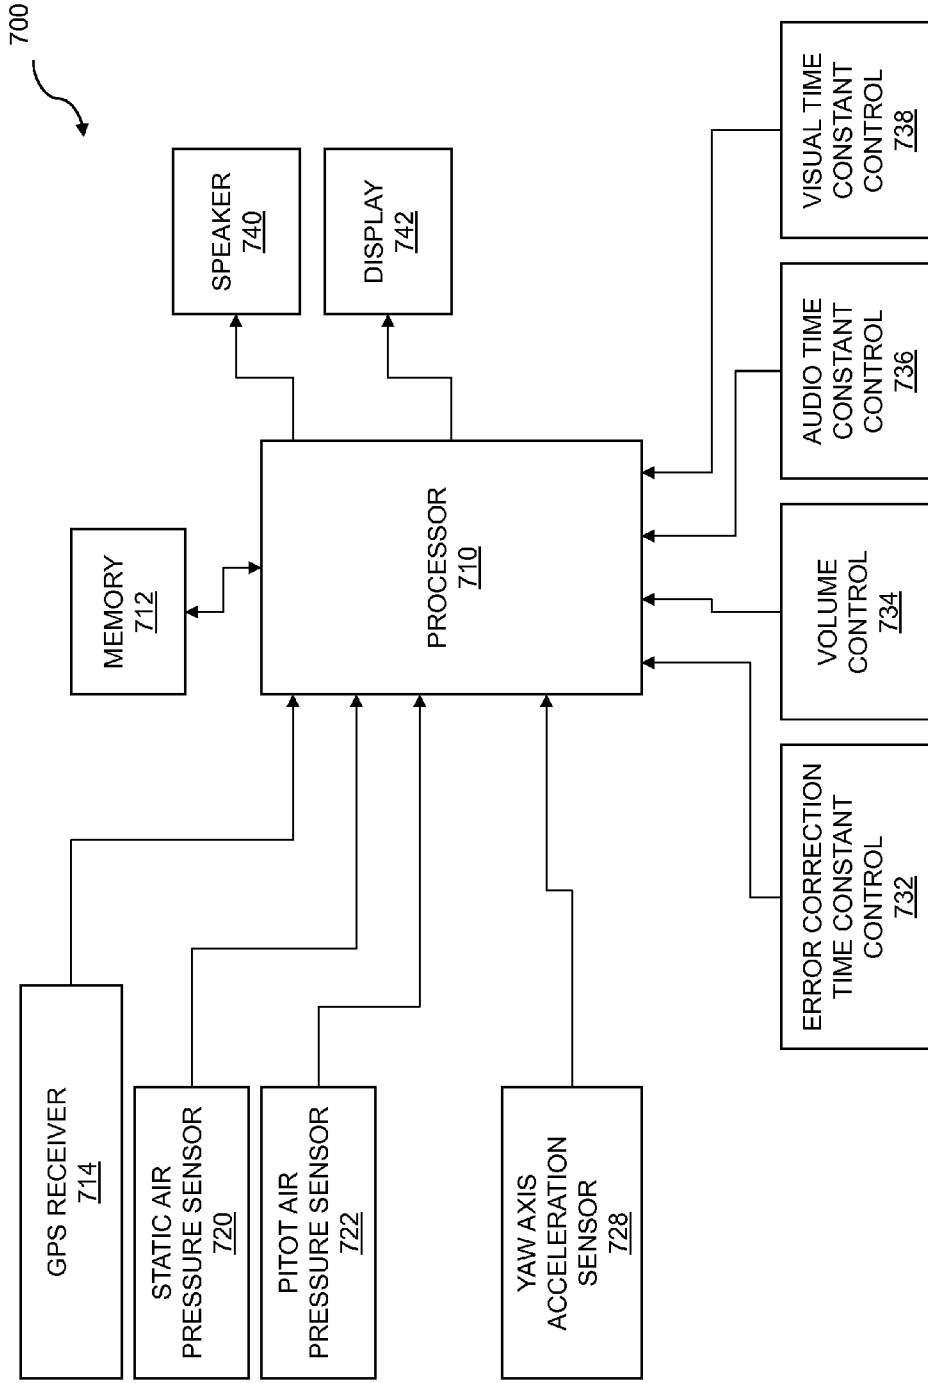 700
GPS RECEIVER
714
STATIC AIR
PRESSURE SENSOR
720
PITOT AIR
PRESSURE SENSOR
722
YAW AXIS
ACCELERATION
SENSOR
728
MEMORY
712
PROCESSOR
710
SPEAKER
740
DISPLAY
742
ERROR CORRECTION
TIME CONSTANT
CONTROL
732
VOLUME
CONTROL
734
AUDIO TIME
CONSTANT
CONTROL
736
VISUAL TIME
CONSTANT
CONTROL
738